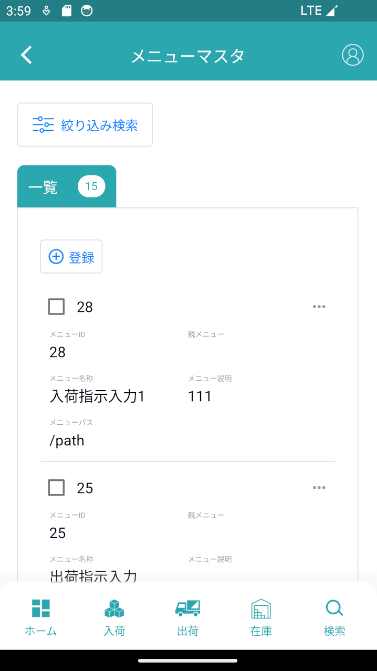 3:59
LTE
メニューマスタ
絞り込み検索
一覧 15
登録
28
メニューID 親メニュー
28
メニュー名称 メニュー説明
入荷指示入力1 111
メニューパス
/path
25
メニューID 親メニュー
25
メニュー名称 メニュー説明
出荷指示入力
ホーム 入荷 出荷 在庫 検索